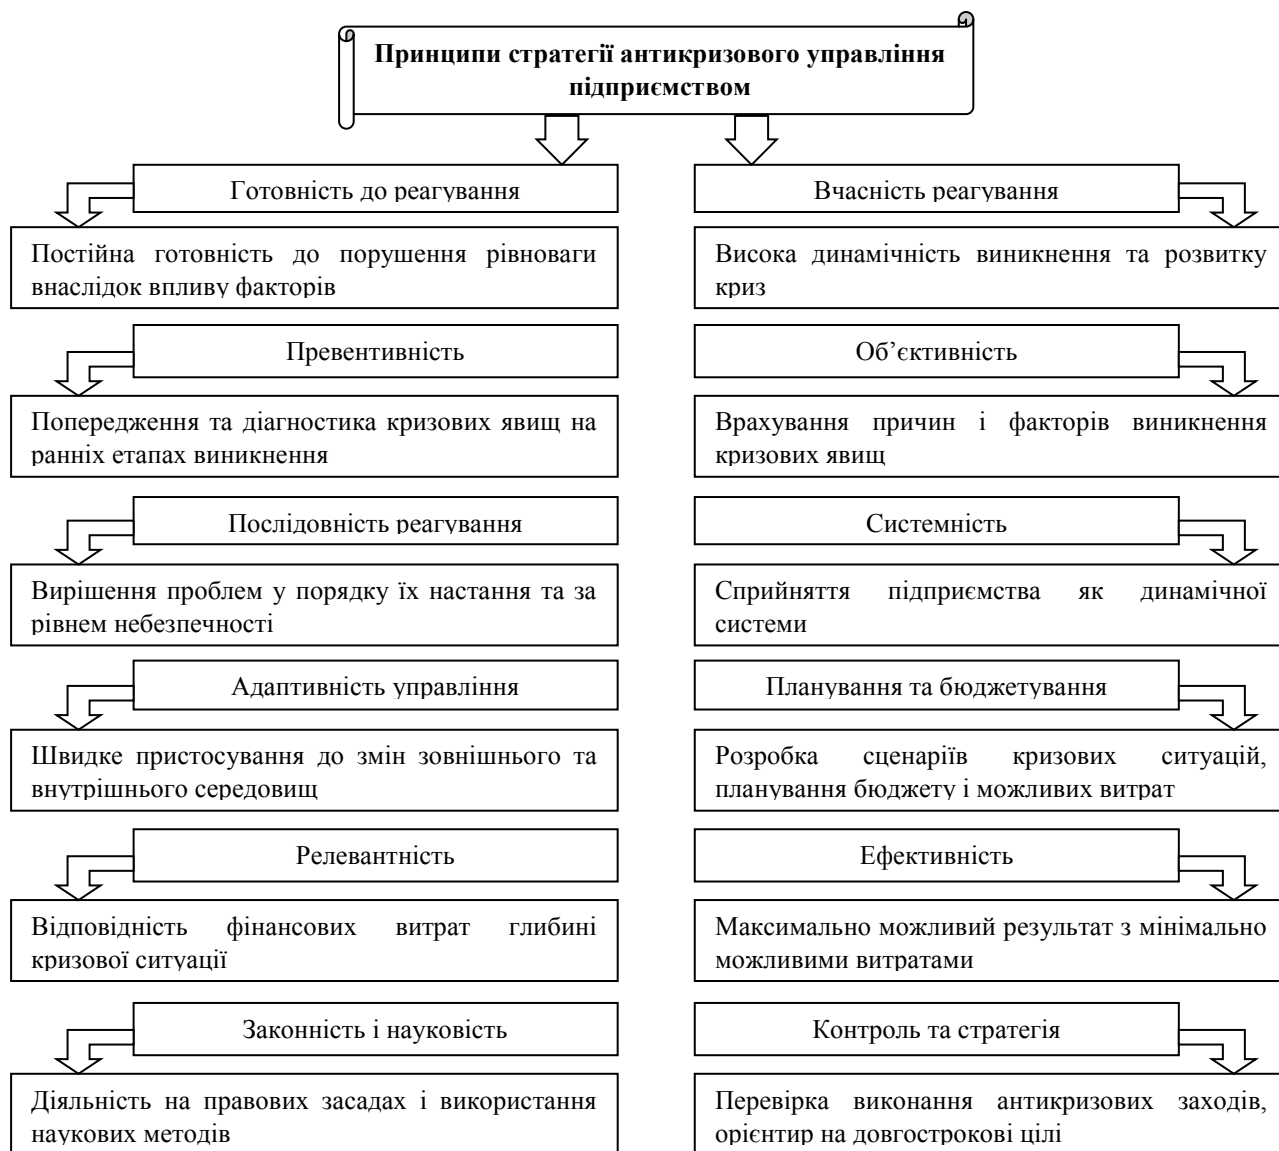 Принципи стратегії антикризового управління
підприємством
Готовність до реагування
Постійна готовність до порушення рівноваги
внаслідок впливу факторів
Превентивність
Попередження та діагностика кризових явищ на
ранніх етапах виникнення
Послідовність реагування
Вирішення проблем у порядку їх настання та за
рівнем небезпечності
Адаптивність управління
Швидке пристосування до змін зовнішнього та
внутрішнього середовищ
Релевантність
Відповідність фінансових витрат глибині
кризової ситуації
Законність і науковість
Діяльність на правових засадах і використання
наукових методів
Вчасність реагування
Висока динамічність виникнення та розвитку
криз
Об’єктивність
Врахування причин і факторів виникнення
кризових явищ
Системність
Сприйняття підприємства як динамічної
системи
Планування та бюджетування
Розробка сценаріїв кризових ситуацій,
планування бюджету і можливих витрат
Ефективність
Максимально можливий результат з мінімально
можливими витратами
Контроль та стратегія
Перевірка виконання антикризових заходів,
орієнтир на довгострокові цілі